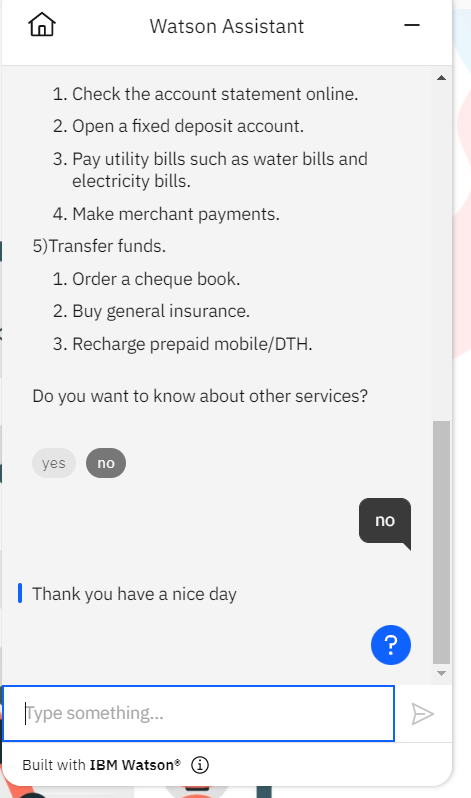 Watson Assistant
1. Check the account statement online.
2. Open a fixed deposit account.
3. Pay utility bills such as water bills and
electricity bills.
4. Make merchant payments.
5)Transfer funds.
1. Order a cheque book.
2. Buy general insurance.
3. Recharge prepaid mobile/DTH.
Do you want to know about other services?
yes no
no
Thank you have a nice day
?
Type something...
Built with IBM Watson®